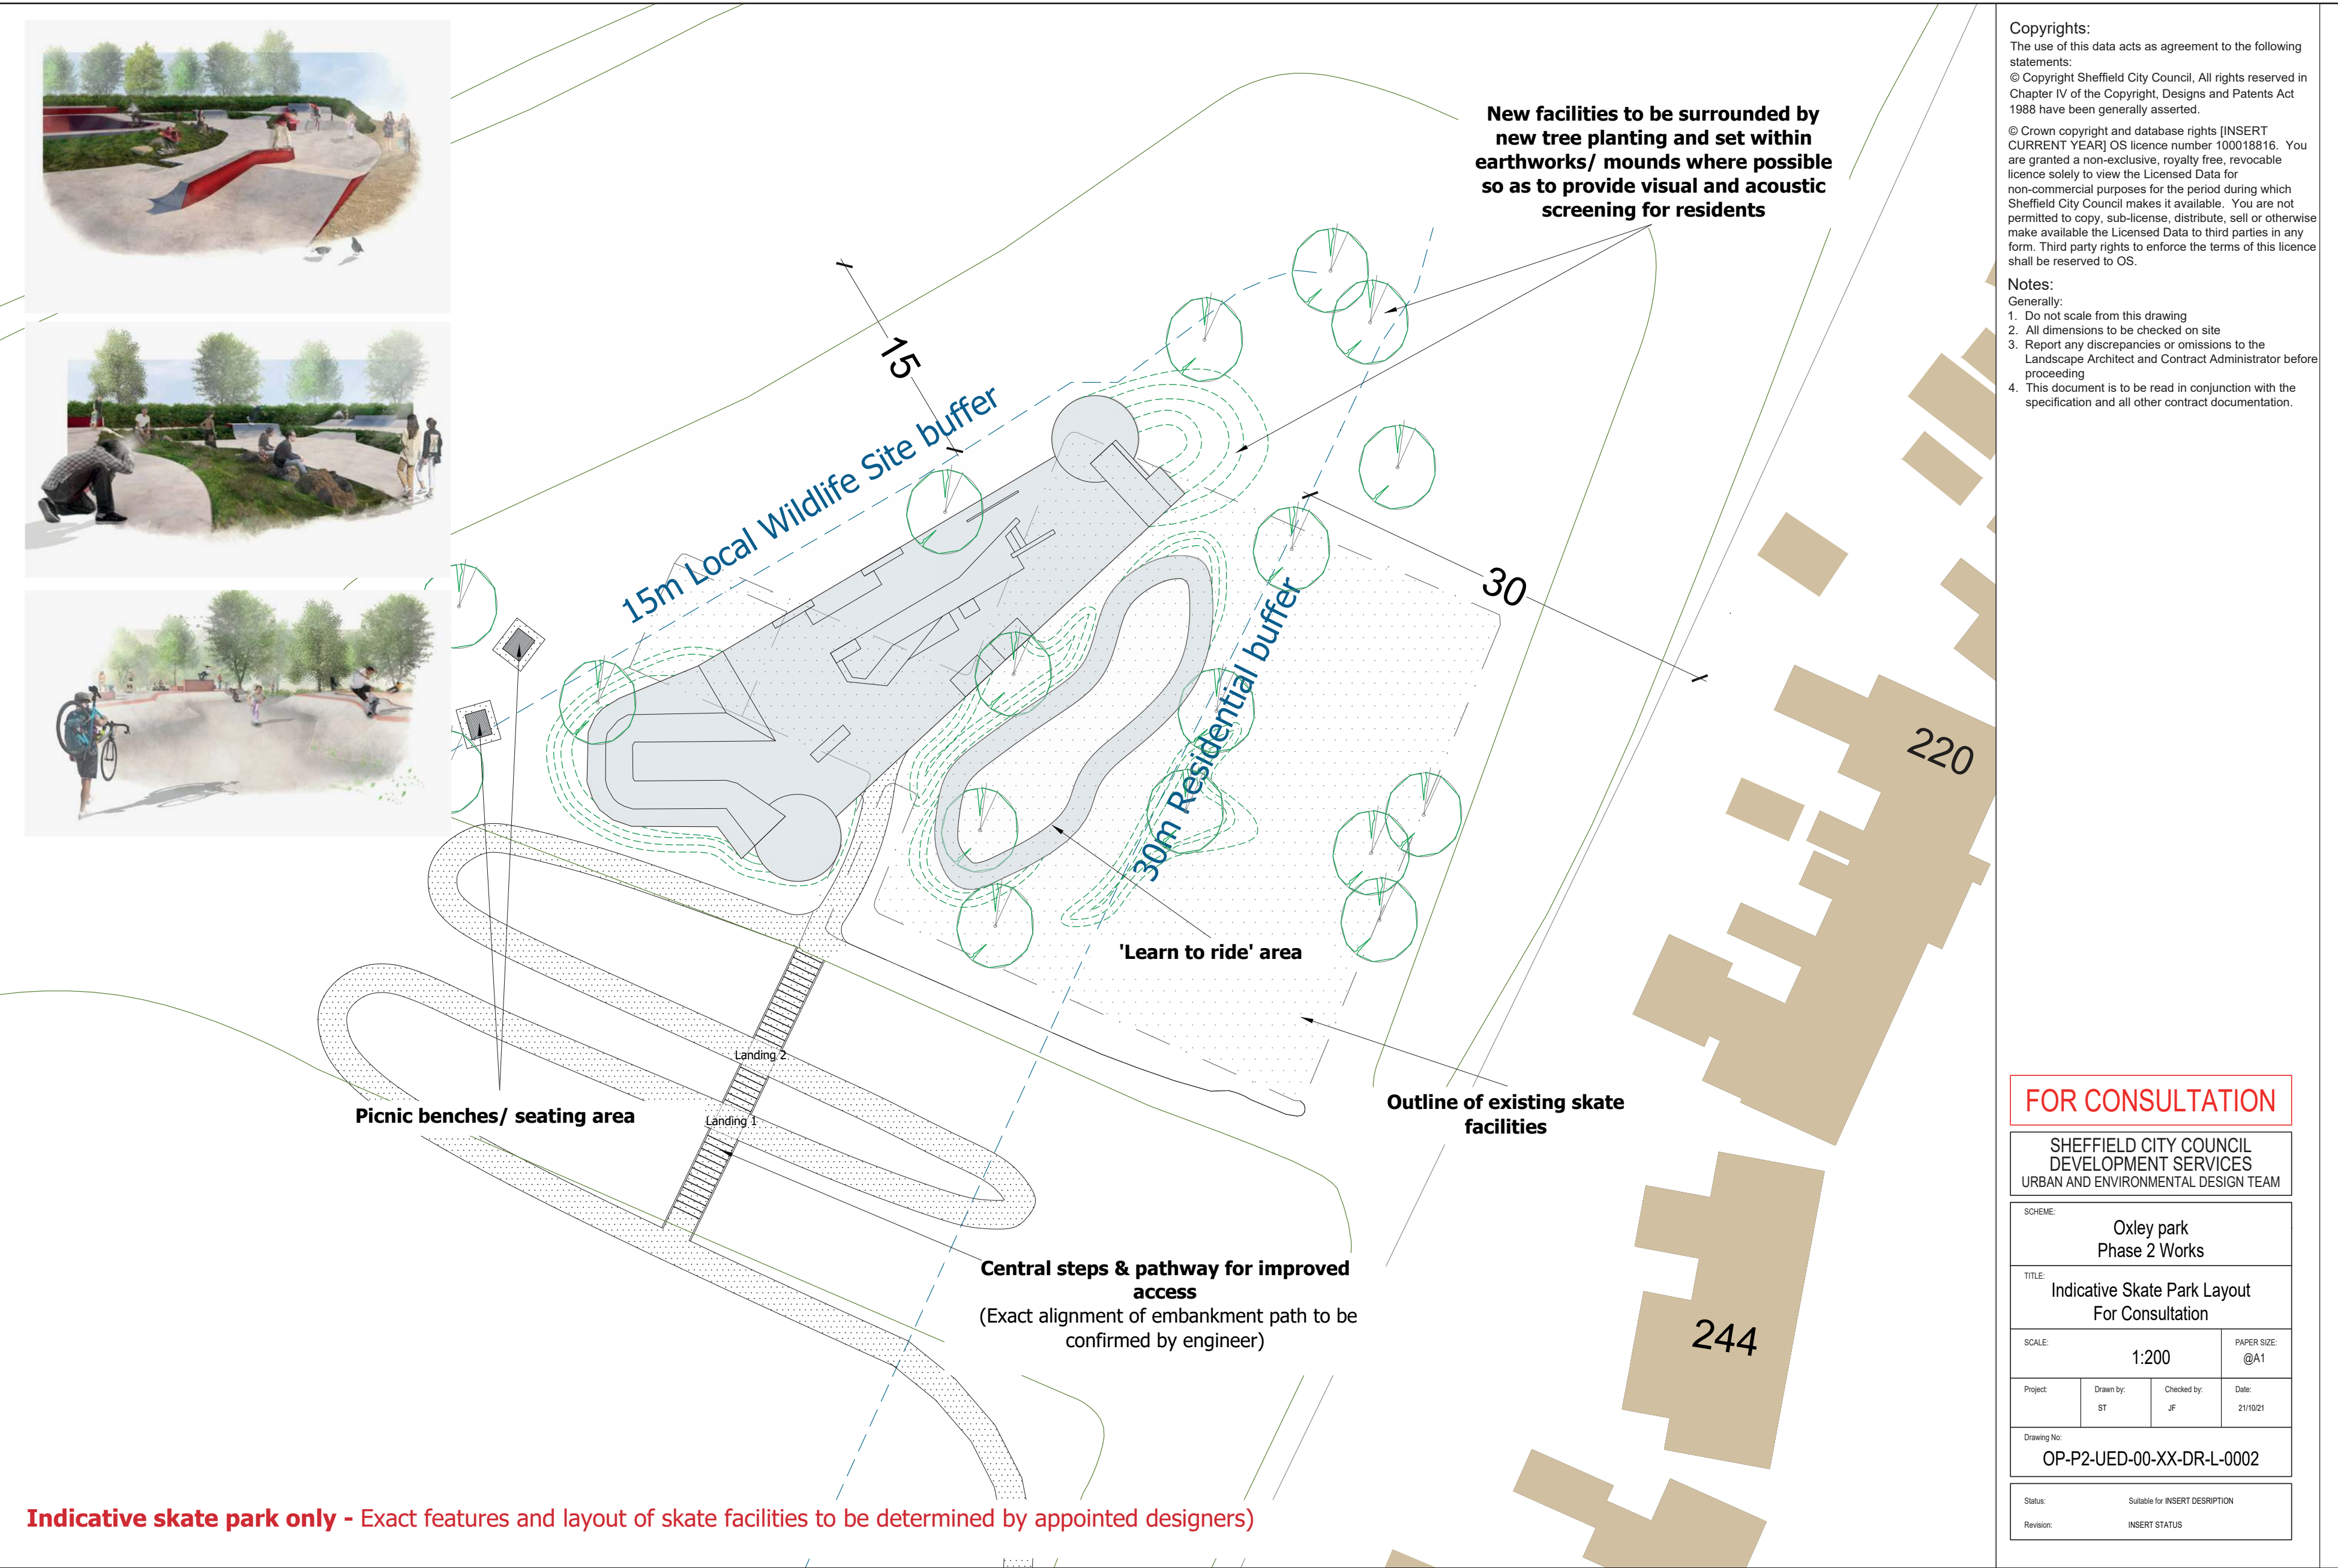 New facilities to be surrounded by
new tree planting and set within
earthworks/ mounds where possible
so as to provide visual and acoustic
screening for residents
15
15m Local Wildlife Site buffer
30
30m Residential buffer
220
'Learn to ride' area
Landing 2
Picnic benches/ seating area
Landing 1
Outline of existing skate
facilities
Central steps & pathway for improved
access
(Exact alignment of embankment path to be
confirmed by engineer)
244
Indicative skate park only - Exact features and layout of skate facilities to be determined by appointed designers)
Copyrights:
The use of this data acts as agreement to the following
statements:
© Copyright Sheffield City Council, All rights reserved in
Chapter IV of the Copyright, Designs and Patents Act
1988 have been generally asserted.
© Crown copyright and database rights [INSERT
CURRENT YEAR] OS licence number 100018816. You
are granted a non-exclusive, royalty free, revocable
licence solely to view the Licensed Data for
non-commercial purposes for the period during which
Sheffield City Council makes it available. You are not
permitted to copy, sub-license, distribute, sell or otherwise
make available the Licensed Data to third parties in any
form. Third party rights to enforce the terms of this licence
shall be reserved to OS.
Notes:
Generally:
1. Do not scale from this drawing
2. All dimensions to be checked on site
3. Report any discrepancies or omissions to the
Landscape Architect and Contract Administrator before
proceeding
4. This document is to be read in conjunction with the
specification and all other contract documentation.
FOR CONSULTATION
SHEFFIELD CITY COUNCIL
DEVELOPMENT SERVICES
URBAN AND ENVIRONMENTAL DESIGN TEAM
SCHEME:
Oxley park
Phase 2 Works
TITLE:
Indicative Skate Park Layout
For Consultation
SCALE:
1:200
PAPER SIZE:
@A1
Project:
Drawn by:
ST
Checked by:
JF
Date:
21/10/21
Drawing No:
OP-P2-UED-00-XX-DR-L-0002
Status:
Suitable for INSERT DESRIPTION
Revision:
INSERT STATUS